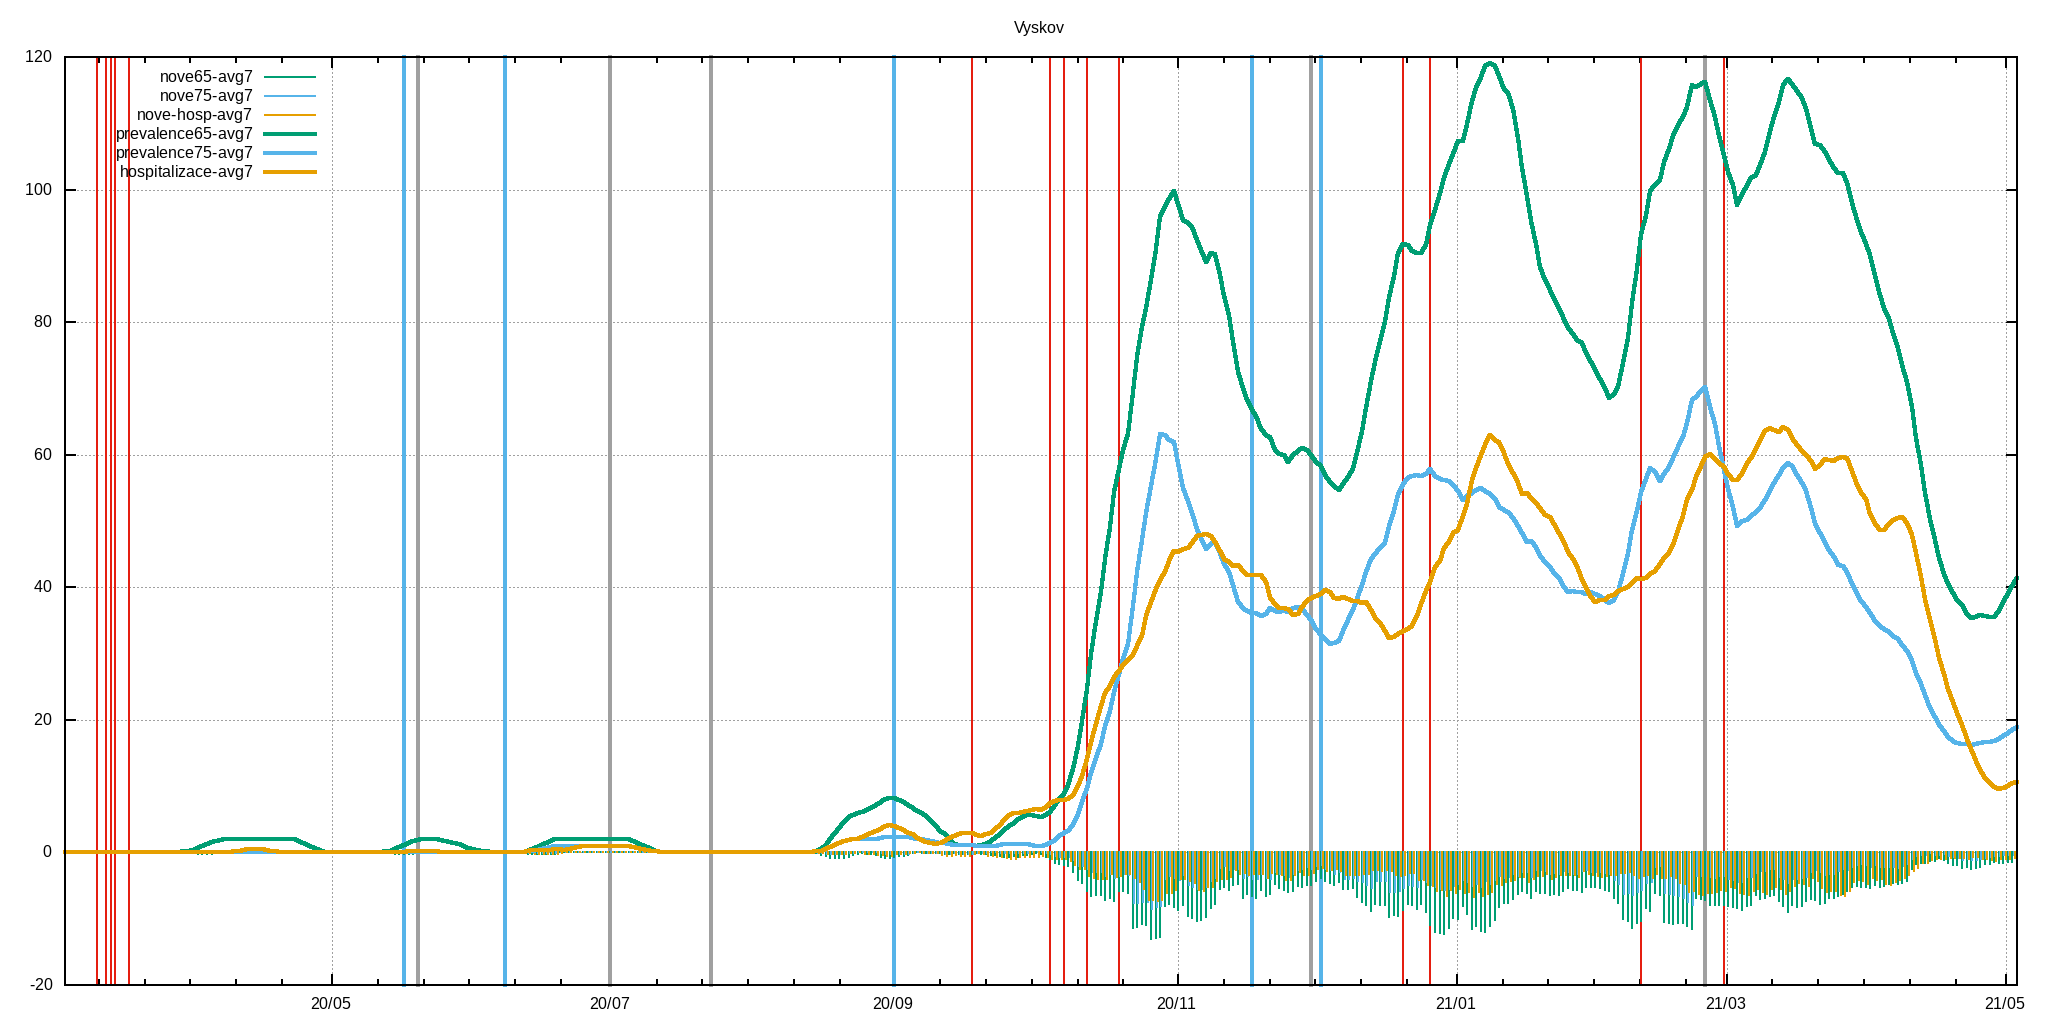 Vyskov
120
100
80
60
40
20
0
-20
nove65-avg7
nove75-avg7
nove-hosp-avg7
prevalence65-avg7
prevalence75-avg7
hospitalizace-avg7
20/05 20/07 20/09 20/11 21/01 21/03 21/05